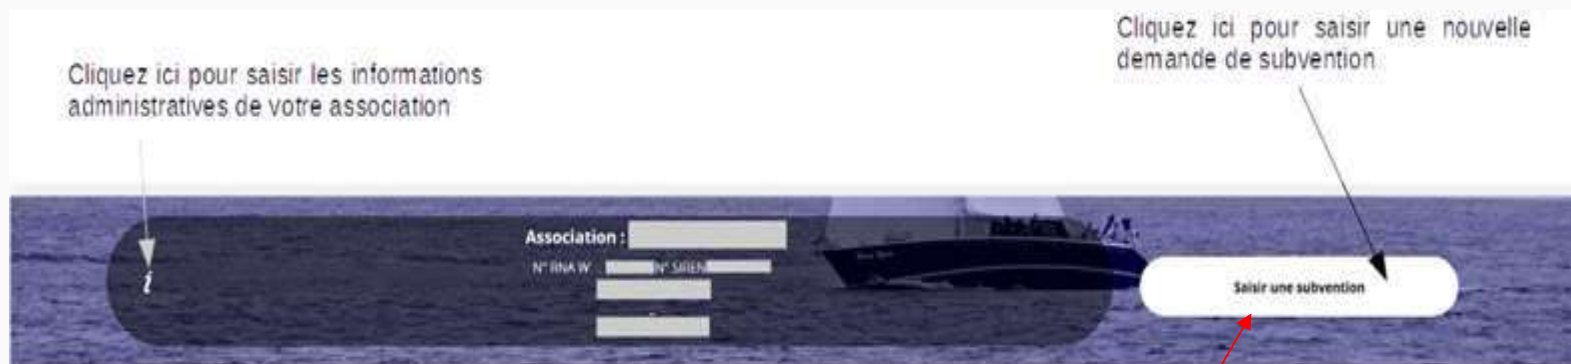 Cliquez ici pour saisir une nouvelle
demande de subvention
Cliquez ici pour saisir les informations
administratives de votre association
Association :
N° RNA W N° SIREN
i
Saisir une subvention